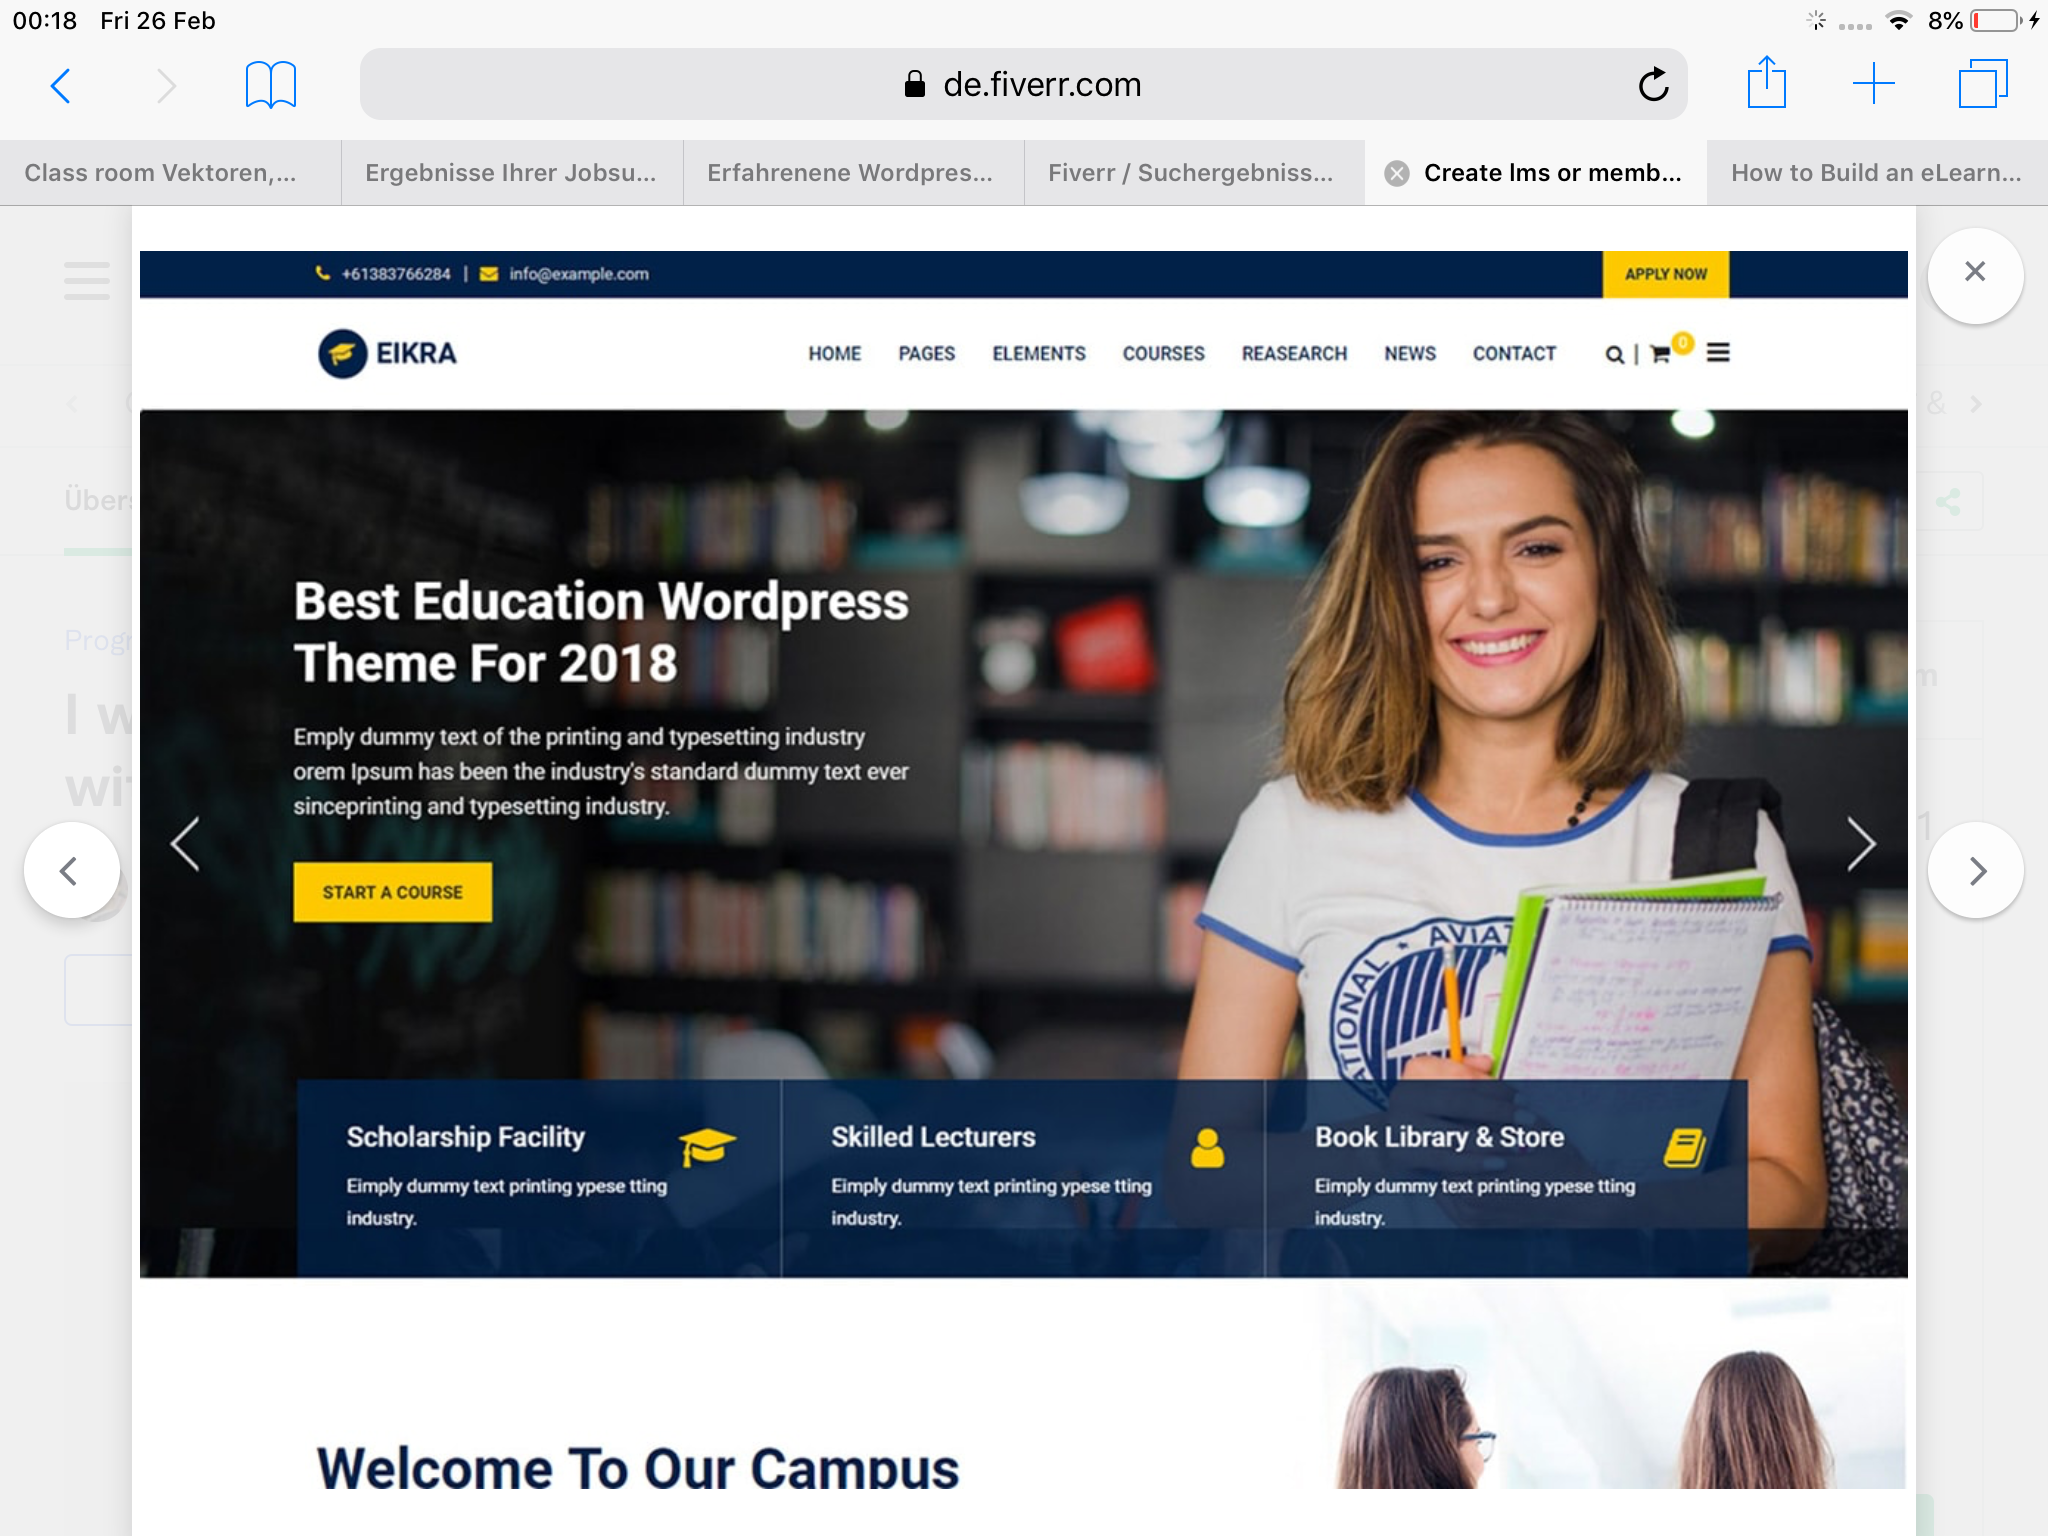 00:18 Fri 26 Feb
8%
de.fiverr.com
Class room Vektoren,...
Ergebnisse Ihrer Jobsu...
Erfahrenene Wordpres...
Fiverr / Suchergebniss...
Create lms or memb...
How to Build an eLearn...
+61383766284 | info@example.com
APPLY NOW
EIKRA
HOME PAGES ELEMENTS COURSES REASEARCH NEWS CONTACT
0
&
Übers
Progr
I w
wit
Best Education Wordpress
Theme For 2018
Emply dummy text of the printing and typesetting industry
orem Ipsum has been the industry's standard dummy text ever
sinceprinting and typesetting industry.
START A COURSE
AVIAT
ATIONAL
Scholarship Facility
Eimply dummy text printing ypese tting
industry.
Skilled Lecturers
Eimply dummy text printing ypese tting
industry.
Book Library & Store
Eimply dummy text printing ypese tting
industry.
Welcome To Our Campus